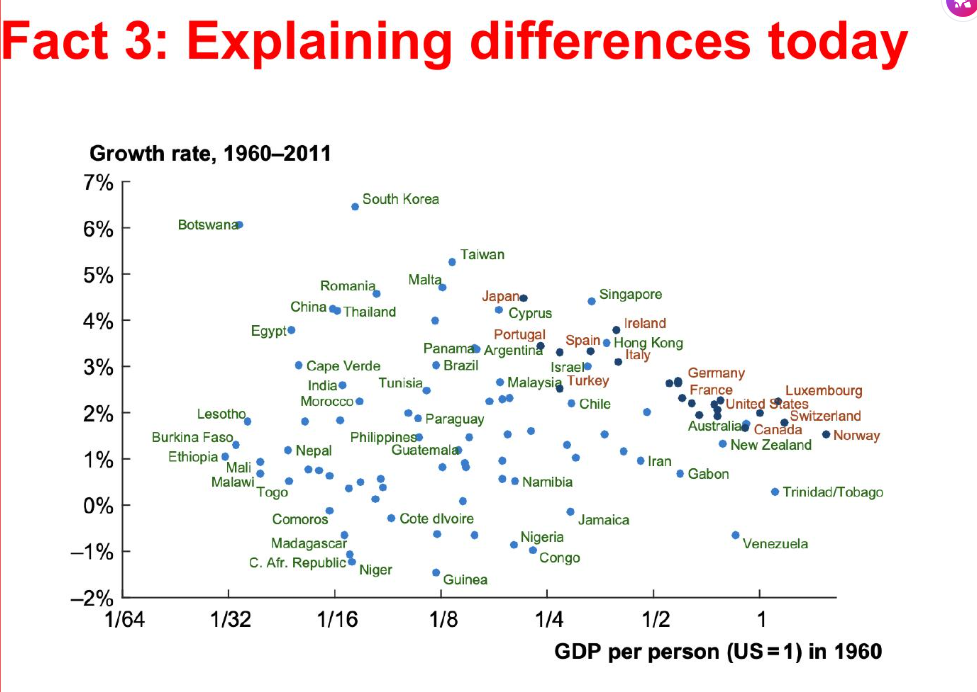 Fact 3: Explaining differences today
Growth rate, 1960–2011
7%
South Korea
6%
Botswana
Taiwan
5%
Malta
Romania
Japan
Singapore
China
Thailand
Cyprus
4%
Egypt
Ireland
Portugal
Spain
Hong Kong
Panama
Argentina
Italy
3%
Cape Verde
Brazil
Israel
Germany
India
Tunisia
Malaysia
Turkey
France
Luxembourg
Morocco
Chile
United States
2%
Lesotho
Paraguay
Switzerland
Australia
Canada
Burkina Faso
Philippines
Norway
Nepal
Guatemala
New Zealand
1%
Ethiopia
Mali
Iran
Malawi
Gabon
Togo
Namibia
Trinidad/Tobago
0%
Comoros
Cote dIvoire
Jamaica
Madagascar
Nigeria
Venezuela
–1%
C. Afr. Republic
Niger
Congo
Guinea
–2%
1/64
1/32
1/16
1/8
1/4
1/2
1
GDP per person (US = 1) in 1960